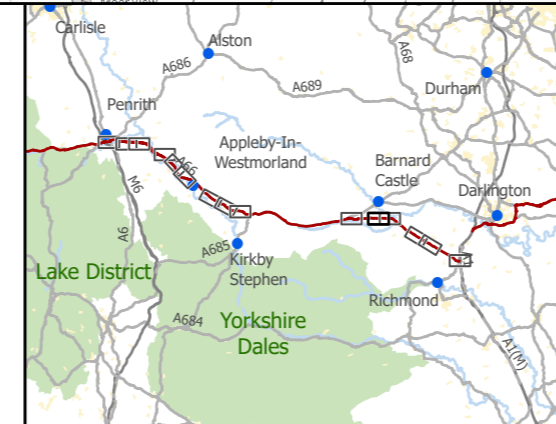 Carlisle
Alston
A686
A689
A68
Durham
Penrith
Appleby-In-
Westmorland
A66
Barnard
Castle
Darlington
M6
A6
A685
Kirkby
Stephen
Lake District
Richmond
A684
Yorkshire
Dales
A1(M)